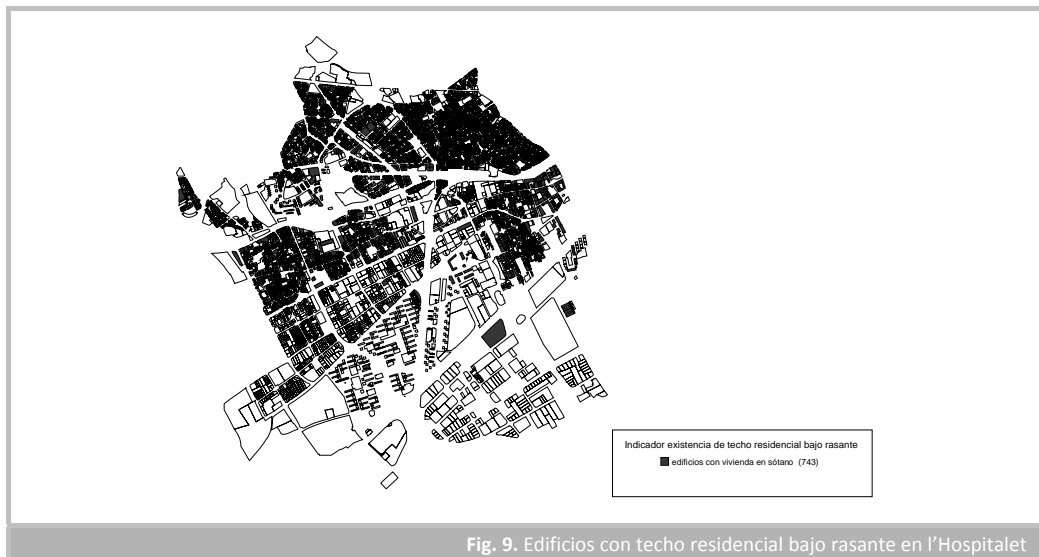 Indicador existencia de techo residencial bajo rasante
edificios con vivienda en sótano (743)
Fig. 9. Edificios con techo residencial bajo rasante en l'Hospitalet